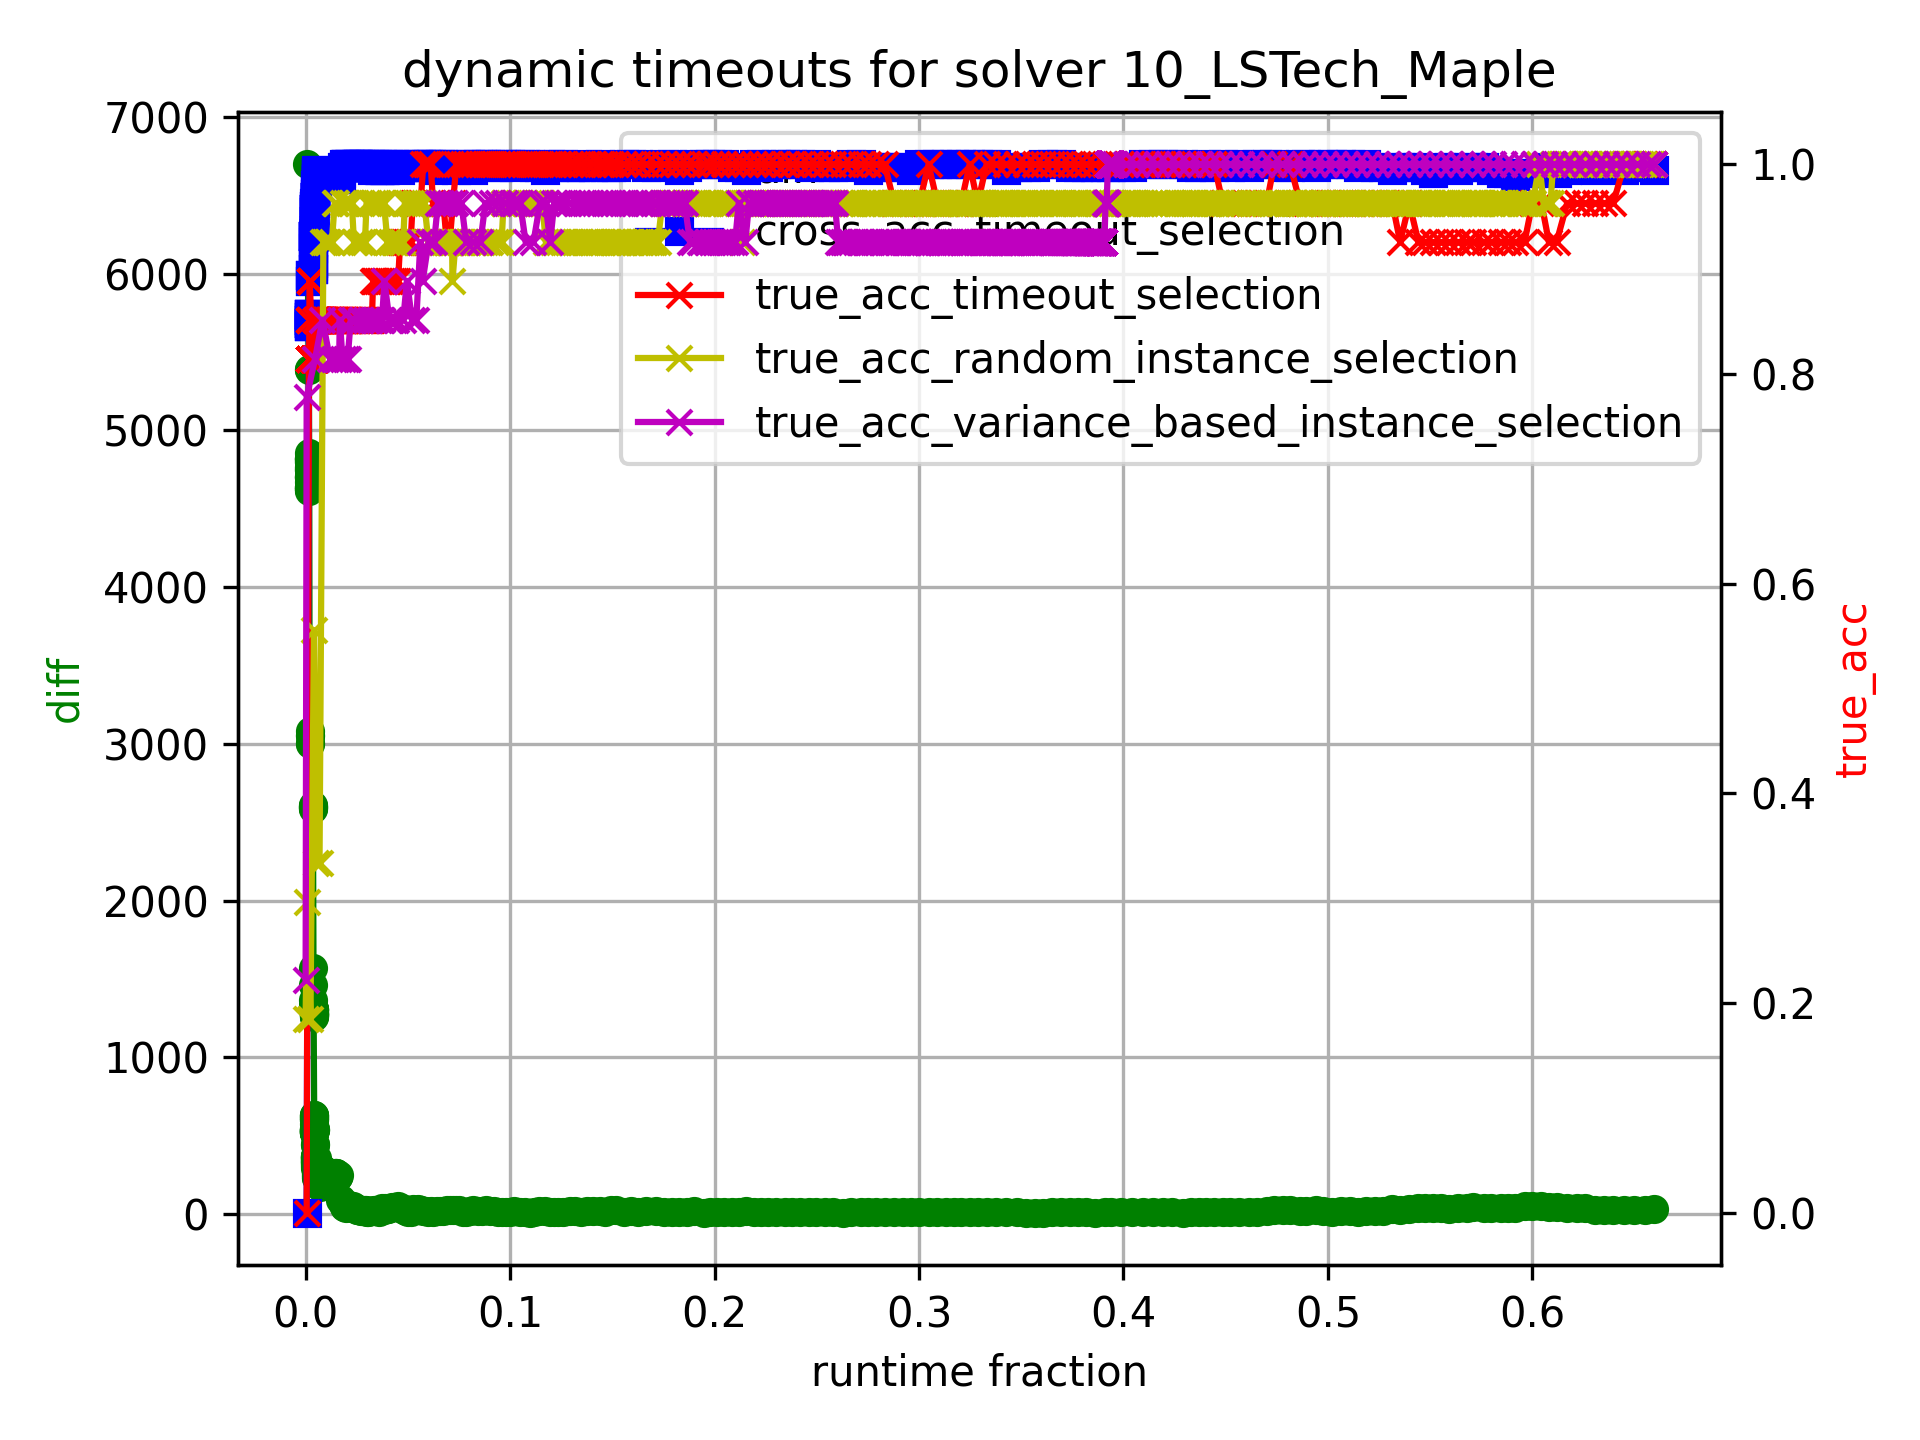 dynamic timeouts for solver 10_LSTech_Maple
7000
6000
5000
4000
3000
2000
1000
0
diff
1.0
0.8
0.6
0.4
0.2
0.0
true_acc
cross_acc_timeout_selection
true_acc_timeout_selection
true_acc_random_instance_selection
true_acc_variance_based_instance_selection
0.0 0.1 0.2 0.3 0.4 0.5 0.6
runtime fraction